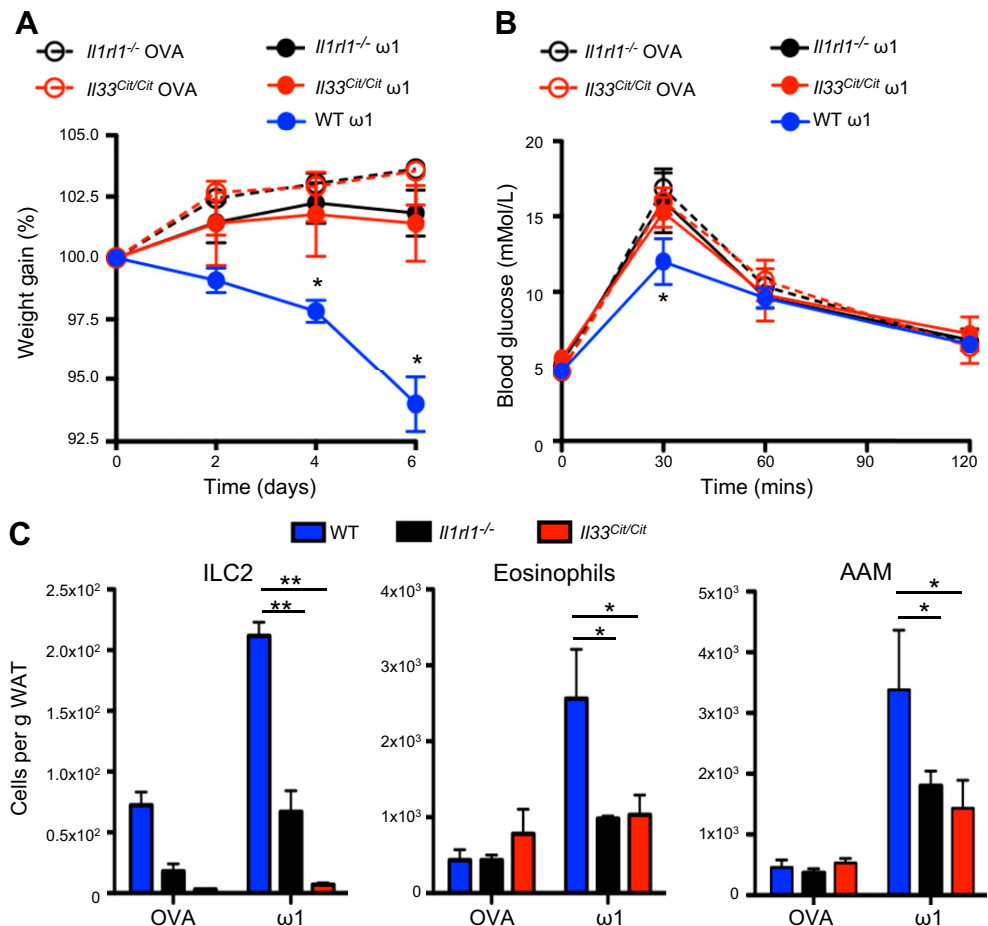 A
Il1rl1-/- OVA
Il1rl1-/- ω1
Il33Cit/Cit OVA
Il33Cit/Cit ω1
WT ω1
Weight gain (%)
105.0
102.5
100.0
97.5
95.0
92.5
*
*
0 2 4 6
Time (days)
B
Il1rl1-/- OVA
Il1rl1-/- ω1
Il33Cit/Cit OVA
Il33Cit/Cit ω1
WT ω1
Blood glucose (mMol/L)
20
15
10
5
0
*
0 30 60 90 120
Time (mins)
C
WT Il1rl1-/- Il33Cit/Cit
Cells per g WAT
ILC2
2.5x10²
2.0x10²
1.5x10²
1.0x10²
0.5x10²
0
**
**
OVA ω1
Eosinophils
4x10³
3x10³
2x10³
1x10³
0
*
*
OVA ω1
AAM
5x10³
4x10³
3x10³
2x10³
1x10³
0
*
*
OVA ω1